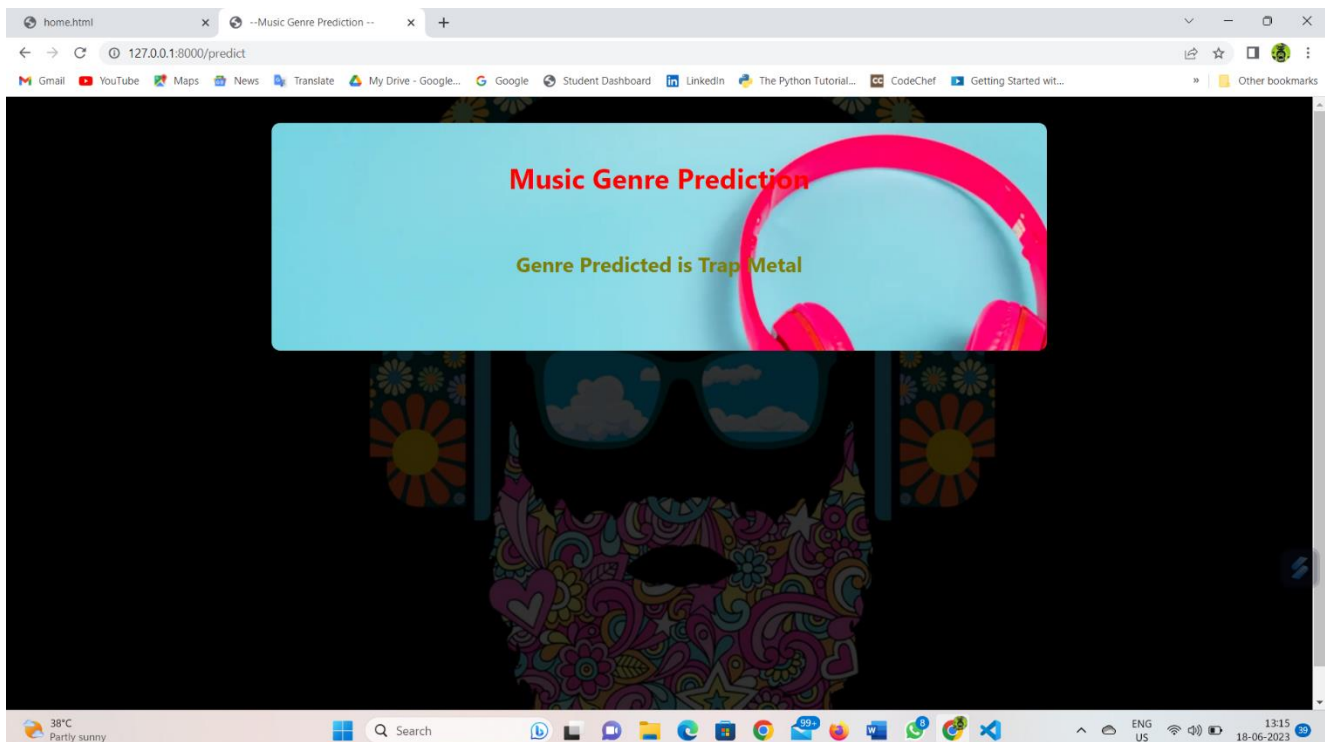 home.html
--Music Genre Prediction --
127.0.0.1:8000/predict
Gmail YouTube Maps News Translate My Drive - Google... Google Student Dashboard LinkedIn The Python Tutorial... CodeChef Getting Started wit... » Other bookmarks
Music Genre Prediction
Genre Predicted is Trap Metal
38°C
Partly sunny
Search
99+
8
ENG
US
13:15
18-06-2023
39